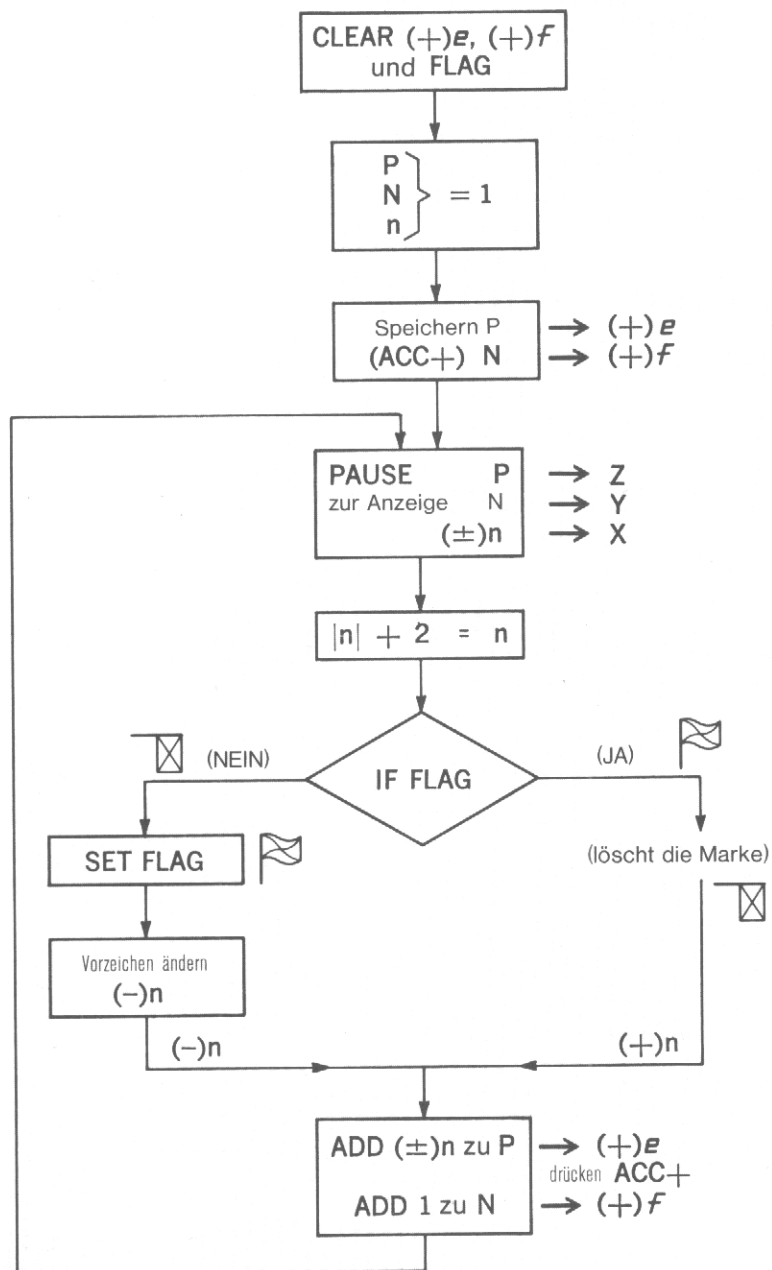 CLEAR (+)e, (+)f
und FLAG
P
N
n
= 1
Speichern P → (+)e
(ACC+) N → (+)f
PAUSE P → Z
zur Anzeige N → Y
(±)n → X
|n| + 2 = n
(NEIN)
IF FLAG
(JA)
SET FLAG
(löscht die Marke)
Vorzeichen ändern
(−)n
(−)n
(+)n
ADD (±)n zu P → (+)e
drücken ACC+
ADD 1 zu N → (+)f